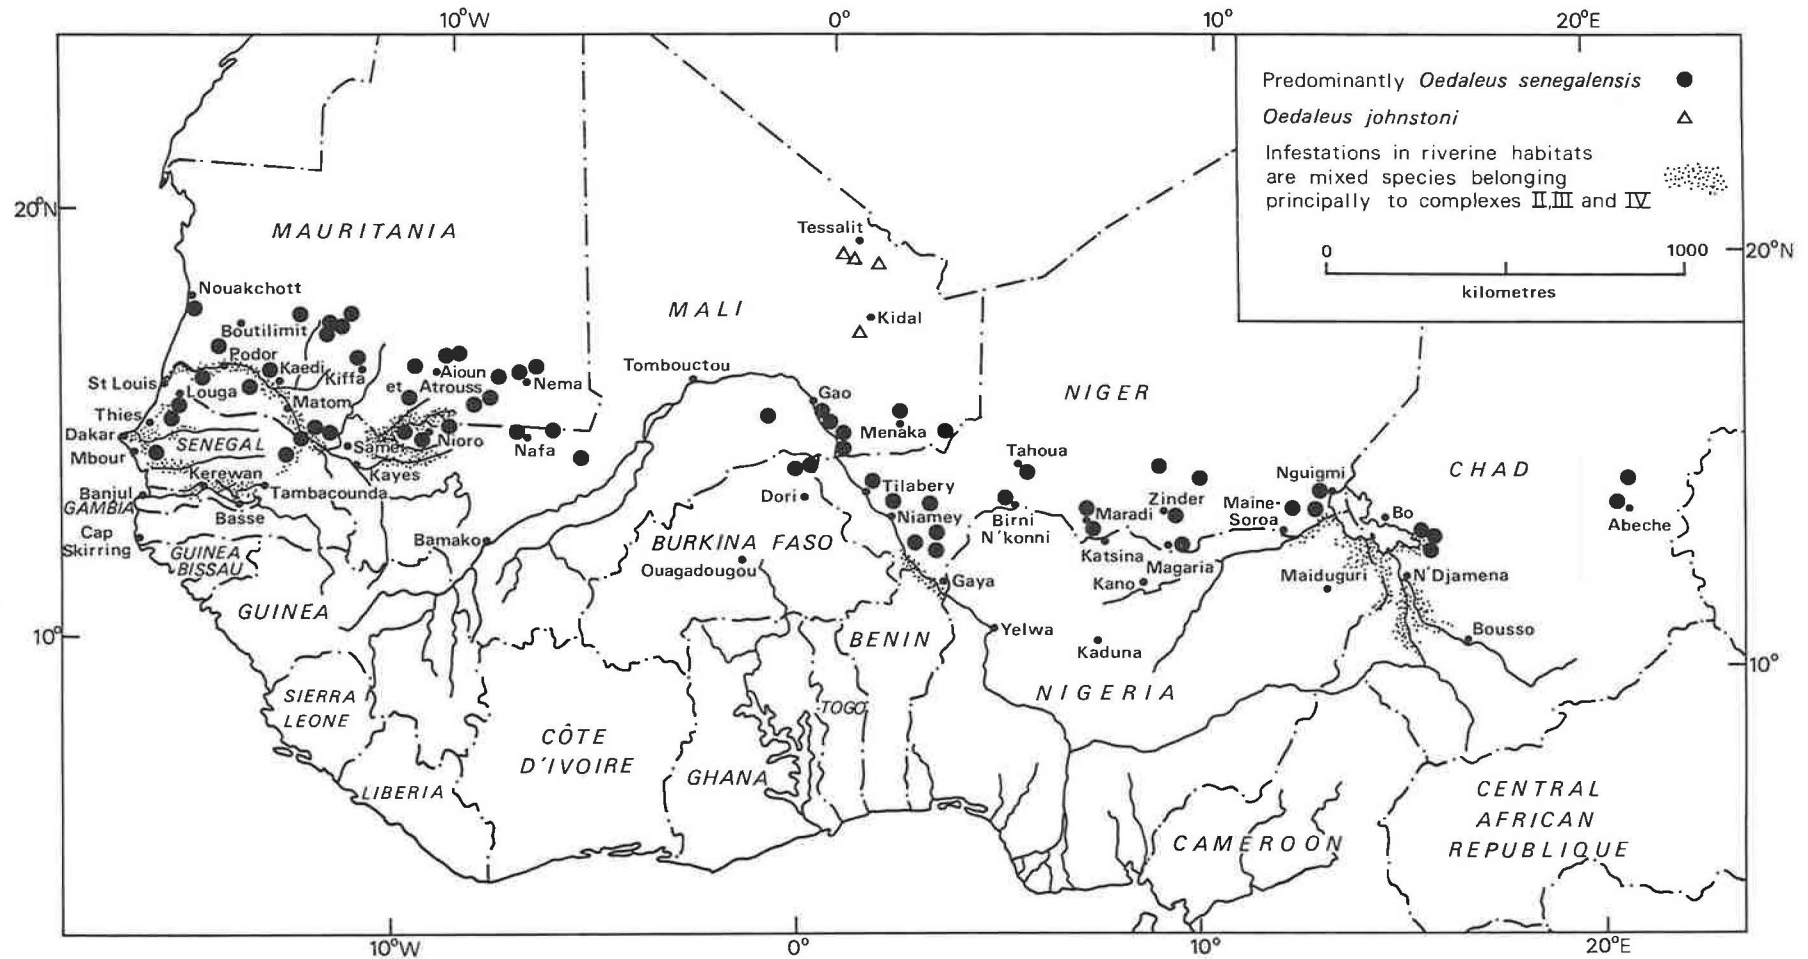 10°W
0°
10°
20°E
Predominantly Oedaleus senegalensis
Oedaleus johnstoni
Infestations in riverine habitats
are mixed species belonging
principally to complexes II,III and IV
0
1000
kilometres
20°N
20°N
MAURITANIA
Tessalit
Nouakchott
MALI
Kidal
Boutilimit
Podor
Kaedi
Kiffa
Aioun
et Atrouss
Nema
Tombouctou
St Louis
Louga
Matom
Gao
NIGER
Thies
Menaka
Dakar
SENEGAL
Samei
Nioro
Nafa
Tahoua
Mbour
Kayes
Nguigmi
CHAD
Kerewan
Tilabery
Zinder
Banjul
Tambacounda
Dori
Maine-
Soroa
Bo
GAMBIA
Basse
Niamey
Birni
N'konni
Maradi
Abeche
Cap
Skirring
Bamako
BURKINA FASO
Katsina
Magaria
GUINEA
BISSAU
Ouagadougou
Gaya
Kano
Maiduguri
N'Djamena
GUINEA
10°
BENIN
Yelwa
Kaduna
Bousso
10°
SIERRA
LEONE
NIGERIA
TOGO
CÔTE
D'IVOIRE
GHANA
LIBERIA
CENTRAL
AFRICAN
REPUBLIQUE
CAMEROON
10°W
0°
10°
20°E